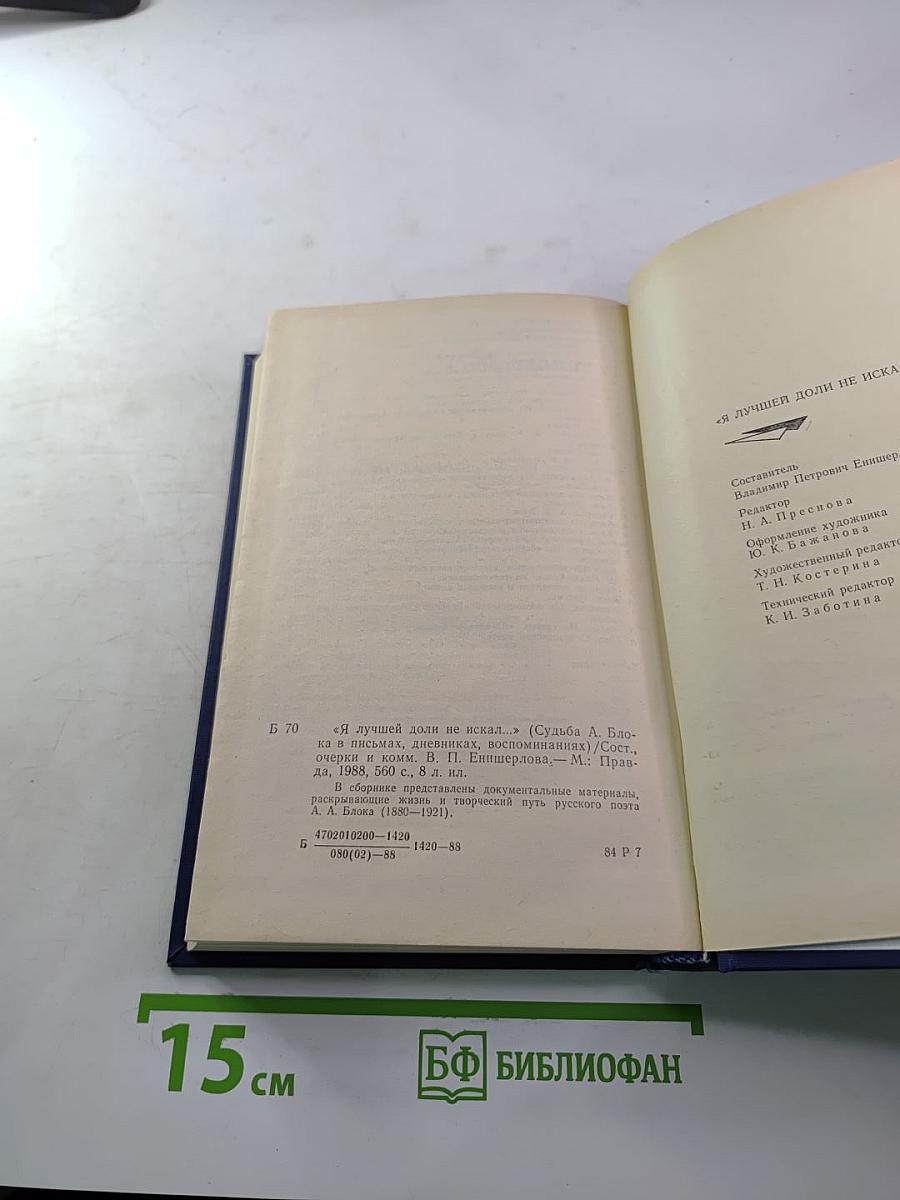 Б 70 «Я лучшей доли не искал...» (Судьба А. Бло-
ка в письмах, дневниках, воспоминаниях)/Сост.,
очерки и комм. В. П. Енишерлова.— М.: Прав-
да, 1988, 560 с., 8 л. ил.
В сборнике представлены документальные материалы,
раскрывающие жизнь и творческий путь русского поэта
А. А. Блока (1880—1921).
Б 4702010200—1420
080(02)—88 1420—88
84 Р 7
«Я ЛУЧШЕЙ ДОЛИ НЕ ИСКА
Составитель
Владимир Петрович Енишер
Редактор
Н. А. Преснова
Оформление художника
Ю. К. Бажанова
Художественный редакто
Т. Н. Костерина
Технический редактор
К. И. Заботина
15 см
БФ БИБЛИОФАН